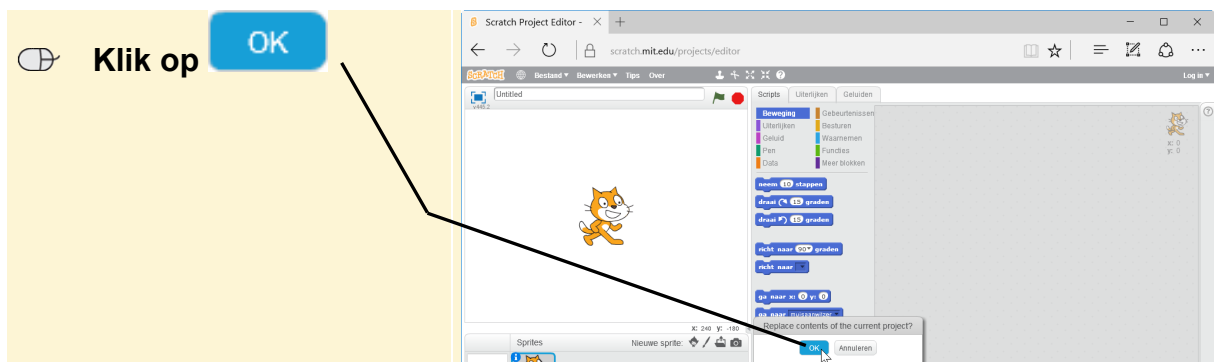 Klik op OK
Scratch Project Editor -
scratch.mit.edu/projects/editor
SCRATCH Bestand Bewerken Tips Over Log in
Untitled
v445.2
Scripts Uiterlijken Geluiden
Beweging Gebeurtenissen
Uiterlijken Besturen
Geluid Waarnemen
Pen Functies
Data Meer blokken
x: 0
y: 0
neem 10 stappen
draai 15 graden
draai 15 graden
richt naar 90 graden
richt naar
ga naar x: 0 y: 0
ga naar muisaanwijzer
x: 240 y: -180
Sprites Nieuwe sprite:
Replace contents of the current project?
OK Annuleren